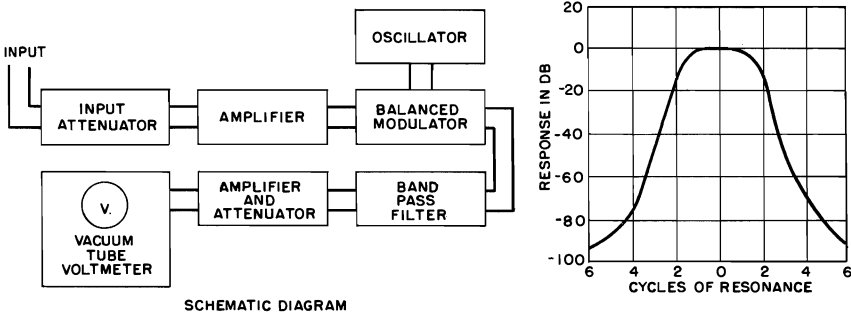 INPUT
OSCILLATOR
INPUT
ATTENUATOR
AMPLIFIER
BALANCED
MODULATOR
V.
VACUUM
TUBE
VOLTMETER
AMPLIFIER
AND
ATTENUATOR
BAND
PASS
FILTER
SCHEMATIC DIAGRAM
RESPONSE IN DB
20
0
-20
-40
-60
-80
-100
6 4 2 0 2 4 6
CYCLES OF RESONANCE